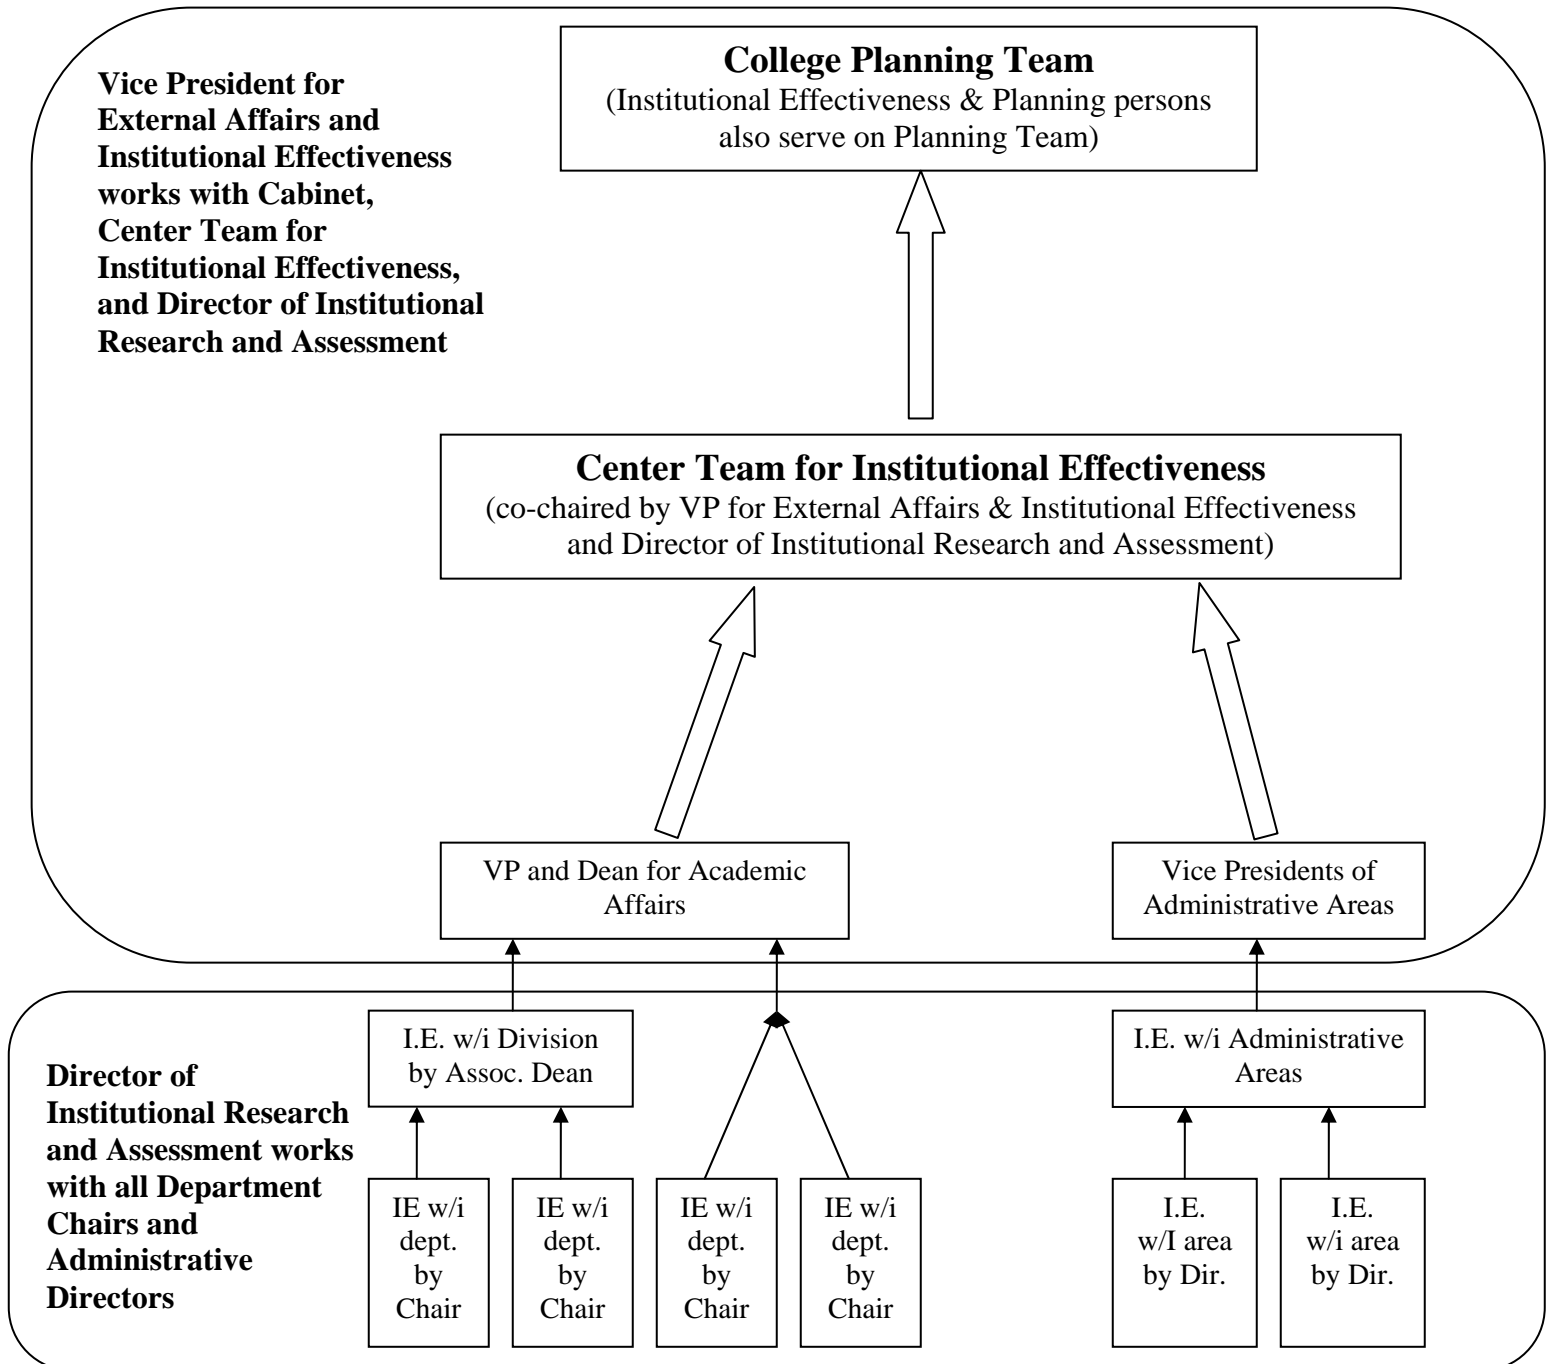 College Planning Team
(Institutional Effectiveness & Planning persons
also serve on Planning Team)
Vice President for
External Affairs and
Institutional Effectiveness
works with Cabinet,
Center Team for
Institutional Effectiveness,
and Director of Institutional
Research and Assessment
Center Team for Institutional Effectiveness
(co-chaired by VP for External Affairs & Institutional Effectiveness
and Director of Institutional Research and Assessment)
VP and Dean for Academic
Affairs
Vice Presidents of
Administrative Areas
Director of
Institutional Research
and Assessment works
with all Department
Chairs and
Administrative
Directors
I.E. w/i Division
by Assoc. Dean
I.E. w/i Administrative
Areas
IE w/i
dept.
by
Chair
IE w/i
dept.
by
Chair
IE w/i
dept.
by
Chair
IE w/i
dept.
by
Chair
I.E.
w/I area
by Dir.
I.E.
w/i area
by Dir.